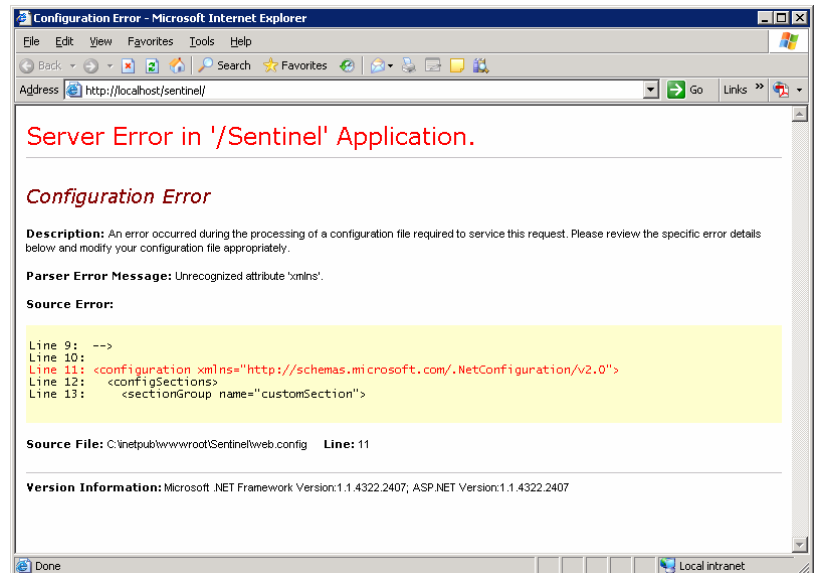 Configuration Error - Microsoft Internet Explorer
File Edit View Favorites Tools Help
Back Search Favorites
Address http://localhost/sentinel/ Go Links »
Server Error in '/Sentinel' Application.
Configuration Error
Description: An error occurred during the processing of a configuration file required to service this request. Please review the specific error details
below and modify your configuration file appropriately.
Parser Error Message: Unrecognized attribute 'xmlns'.
Source Error:
Line 9:  -->
Line 10:
Line 11: <configuration xmlns="http://schemas.microsoft.com/.NetConfiguration/v2.0">
Line 12:   <configSections>
Line 13:     <sectionGroup name="customSection">
Source File: C:\inetpub\wwwroot\Sentinel\web.config Line: 11
Version Information: Microsoft .NET Framework Version:1.1.4322.2407; ASP.NET Version:1.1.4322.2407
Done Local intranet